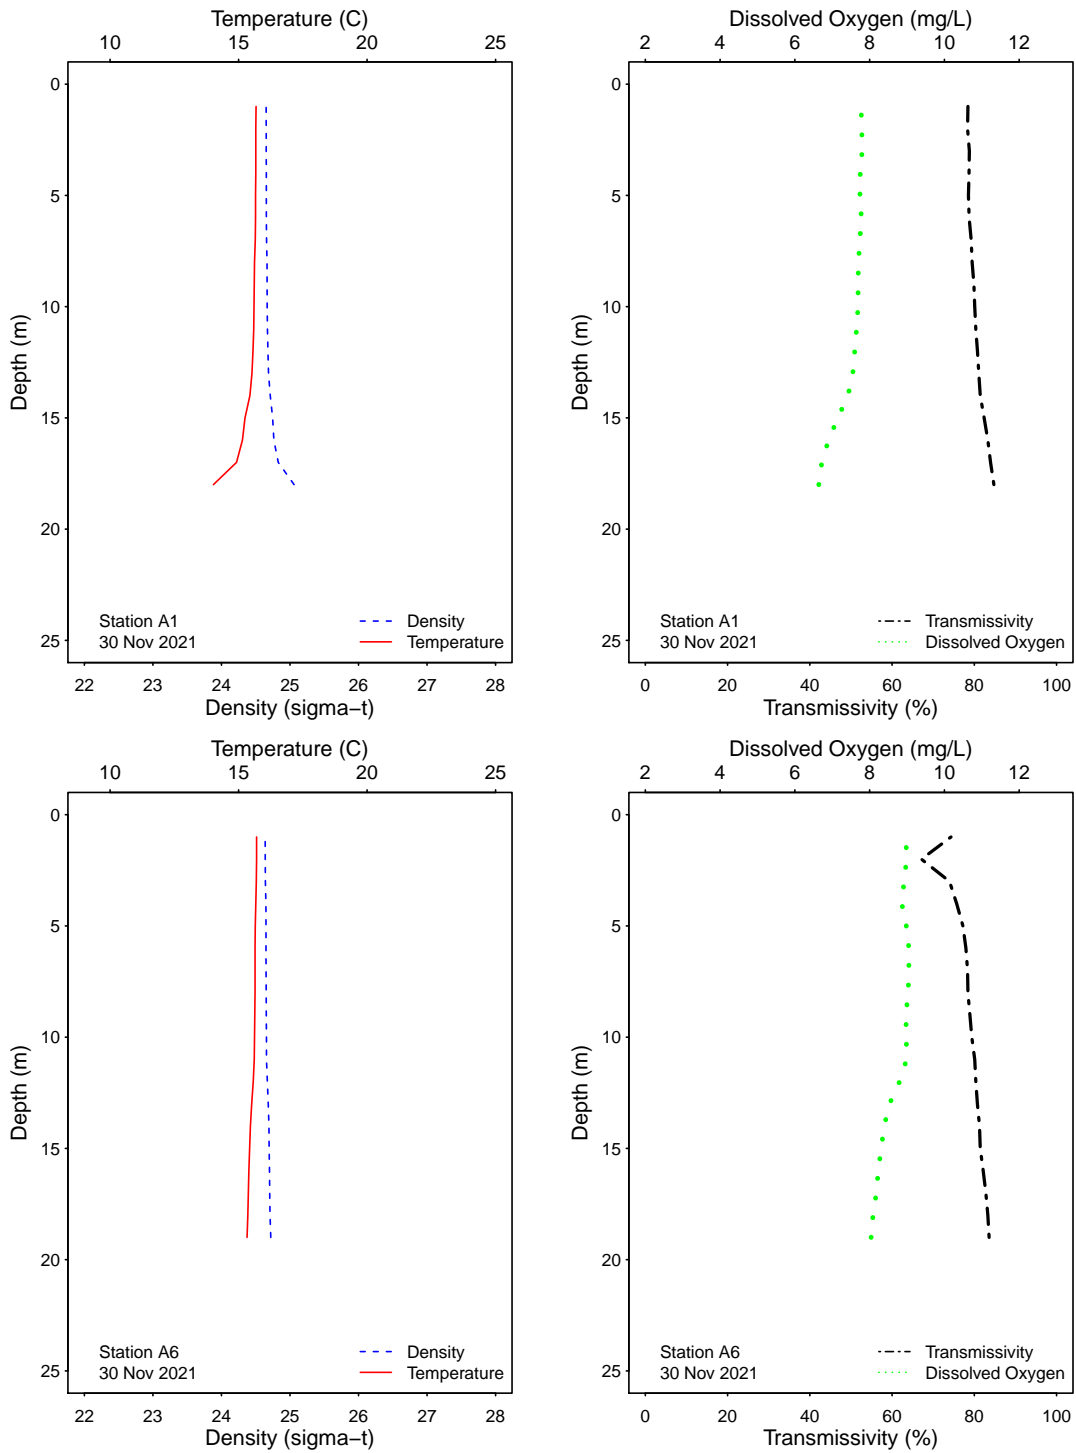 Temperature (C)
10 15 20 25
0
5
10
15
20
25
Depth (m)
Station A1
30 Nov 2021
Density
Temperature
22 23 24 25 26 27 28
Density (sigma−t)
Dissolved Oxygen (mg/L)
2 4 6 8 10 12
0
5
10
15
20
25
Depth (m)
Station A1
30 Nov 2021
Transmissivity
Dissolved Oxygen
0 20 40 60 80 100
Transmissivity (%)
Temperature (C)
10 15 20 25
0
5
10
15
20
25
Depth (m)
Station A6
30 Nov 2021
Density
Temperature
22 23 24 25 26 27 28
Density (sigma−t)
Dissolved Oxygen (mg/L)
2 4 6 8 10 12
0
5
10
15
20
25
Depth (m)
Station A6
30 Nov 2021
Transmissivity
Dissolved Oxygen
0 20 40 60 80 100
Transmissivity (%)